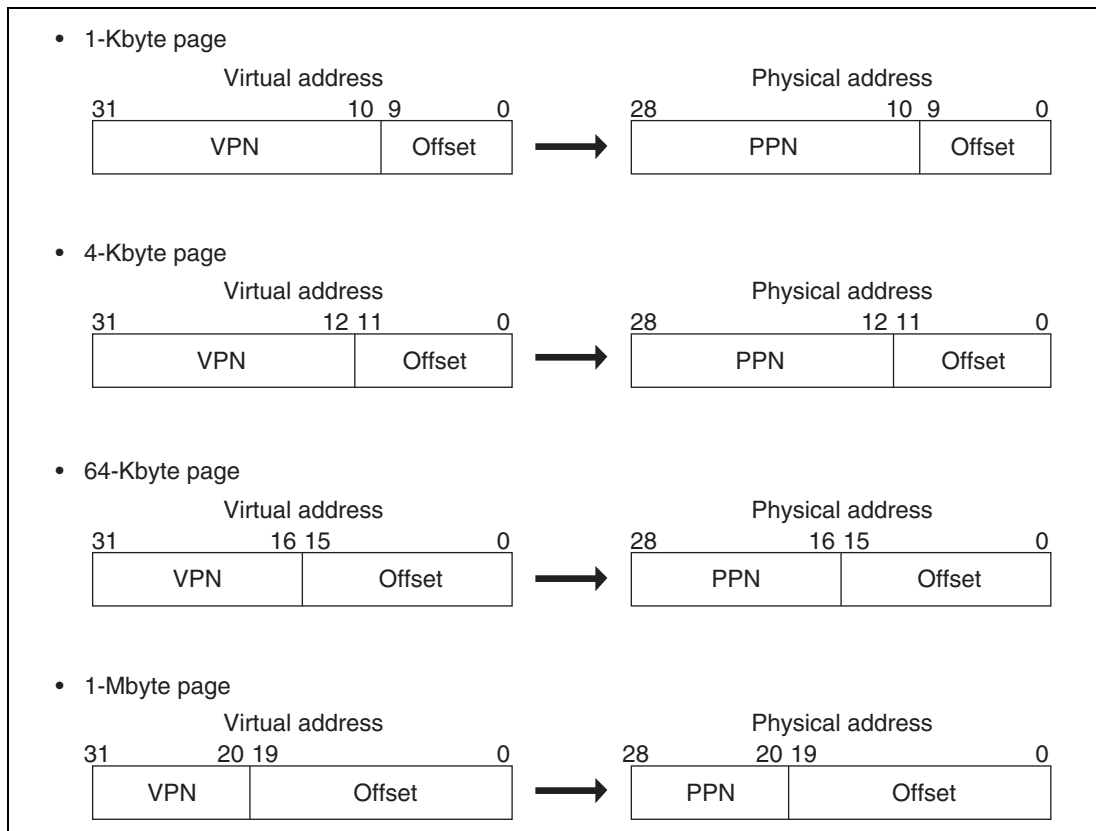 • 1-Kbyte page
Virtual address Physical address
31 10 9 0 28 10 9 0
VPN Offset PPN Offset
• 4-Kbyte page
Virtual address Physical address
31 12 11 0 28 12 11 0
VPN Offset PPN Offset
• 64-Kbyte page
Virtual address Physical address
31 16 15 0 28 16 15 0
VPN Offset PPN Offset
• 1-Mbyte page
Virtual address Physical address
31 20 19 0 28 20 19 0
VPN Offset PPN Offset